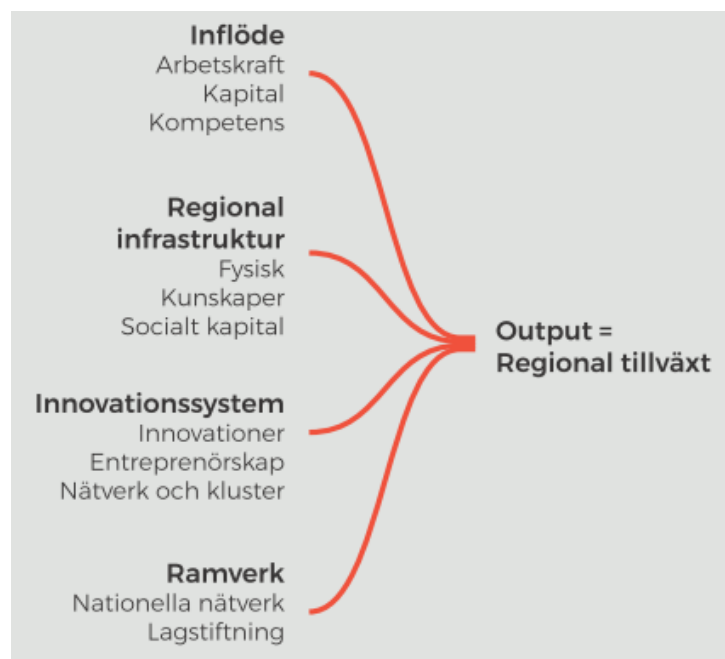 Inflöde
Arbetskraft
Kapital
Kompetens
Regional
infrastruktur
Fysisk
Kunskaper
Socialt kapital
Innovationssystem
Innovationer
Entreprenörskap
Nätverk och kluster
Ramverk
Nationella nätverk
Lagstiftning
Output =
Regional tillväxt